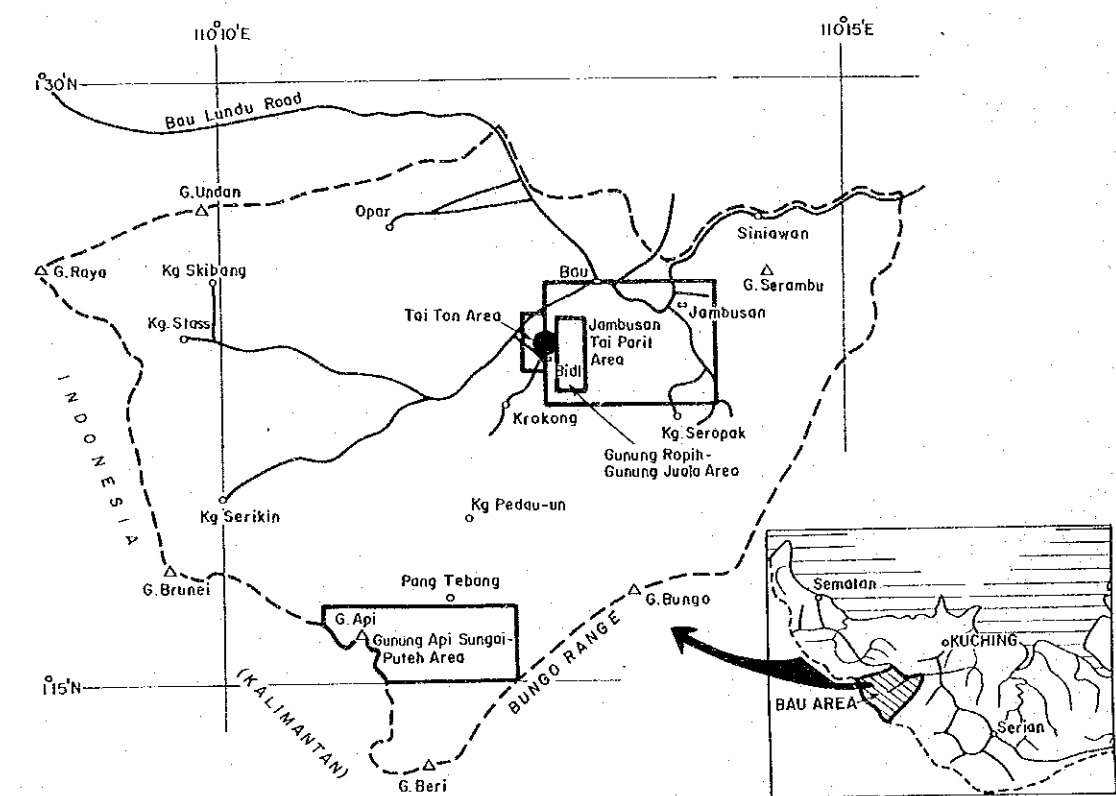 110°10'E
110°15'E
1°30'N
Bau Lundu Road
G.Undan
Opar
Siniawan
G.Raya
Kg Skibang
Bau
G.Serambu
Tai Ton Area
Jambusan
Kg.Stass
Jambusan
Tai Parit
Area
Bidi
INDONESIA
Krokong
Kg.Seropak
Gunung Ropih-
Gunung Juala Area
Kg Serikin
Kg Pedau-un
G.Brunei
Pang Tebang
G.Bungo
G.Api
Gunung Api Sungai-
Puteh Area
BUNGO RANGE
1°15'N
(KALIMANTAN)
G.Beri
Sematan
KUCHING
BAU AREA
Serian